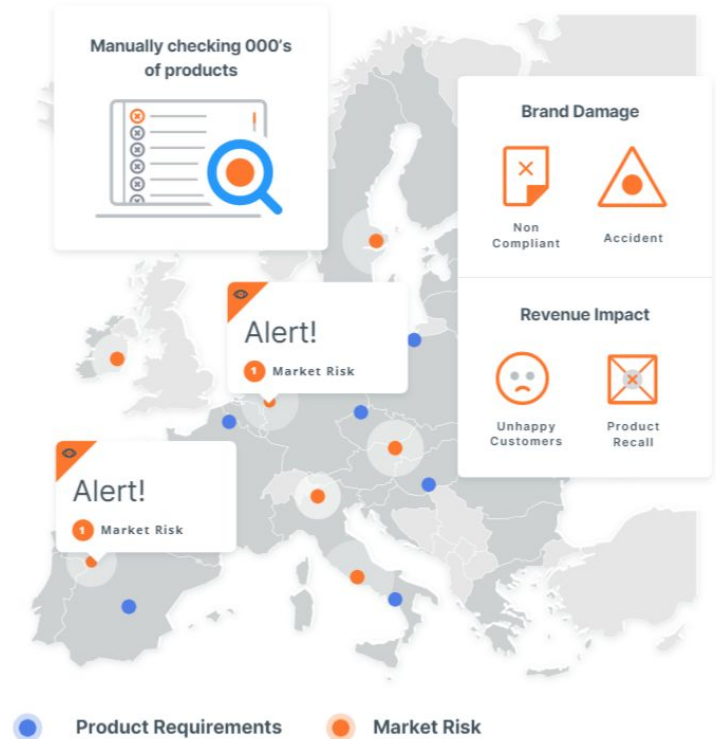 Manually checking 000's
of products
Brand Damage
Non
Compliant
Accident
Revenue Impact
Unhappy
Customers
Product
Recall
Alert!
1 Market Risk
Alert!
1 Market Risk
Product Requirements
Market Risk